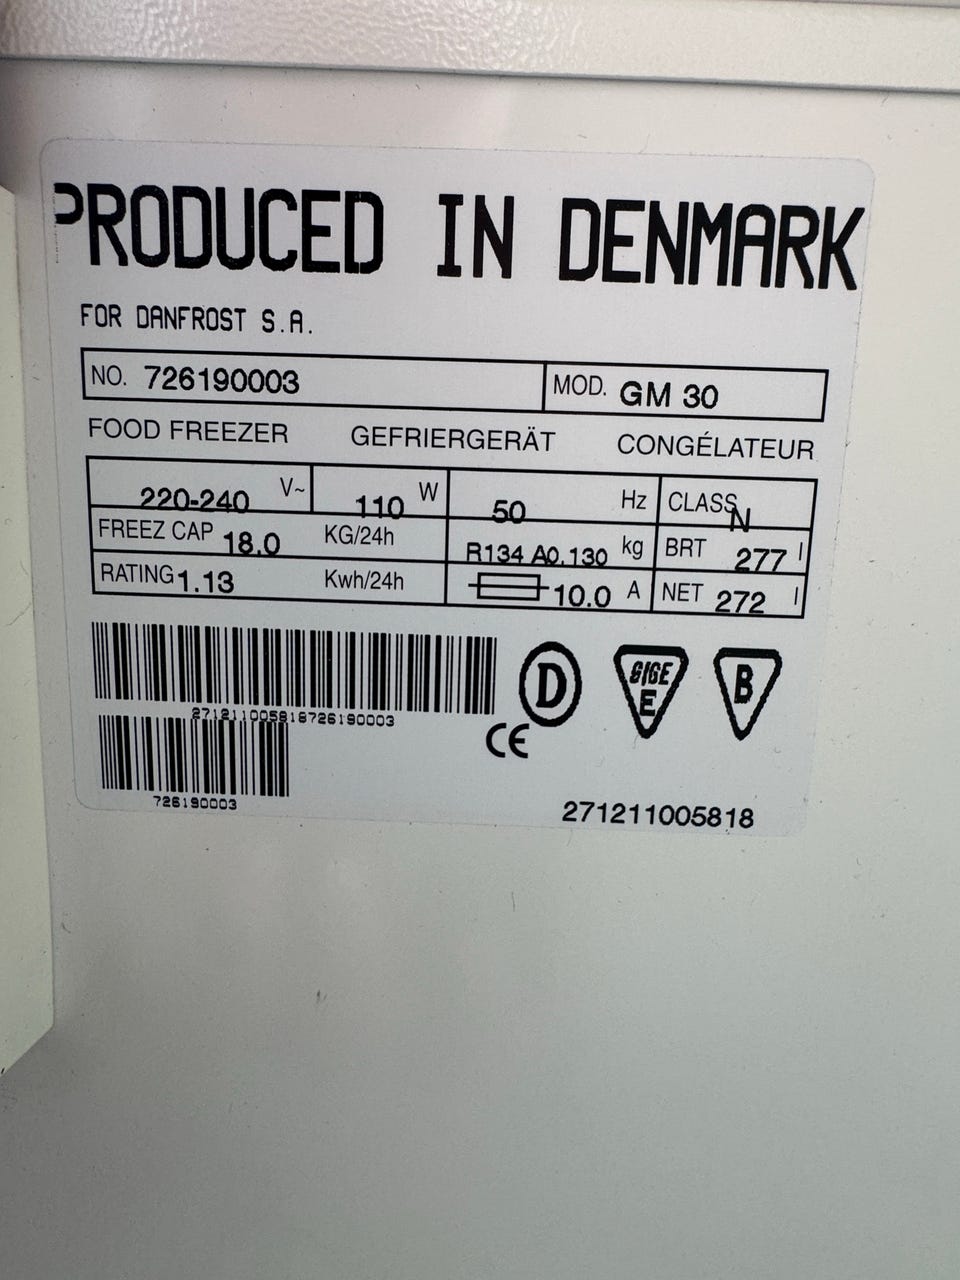 PRODUCED IN DENMARK
FOR DANFROST S.A.
NO. 726190003 MOD. GM 30
FOOD FREEZER GEFRIERGERÄT CONGÉLATEUR
220-240 V~ 110 W 50 Hz CLASS N
FREEZ CAP 18.0 KG/24h R134 A0.130 kg BRT 277 l
RATING 1.13 Kwh/24h 10.0 A NET 272 l
271211005818726190003
D GIGE E B
CE
726190003
271211005818